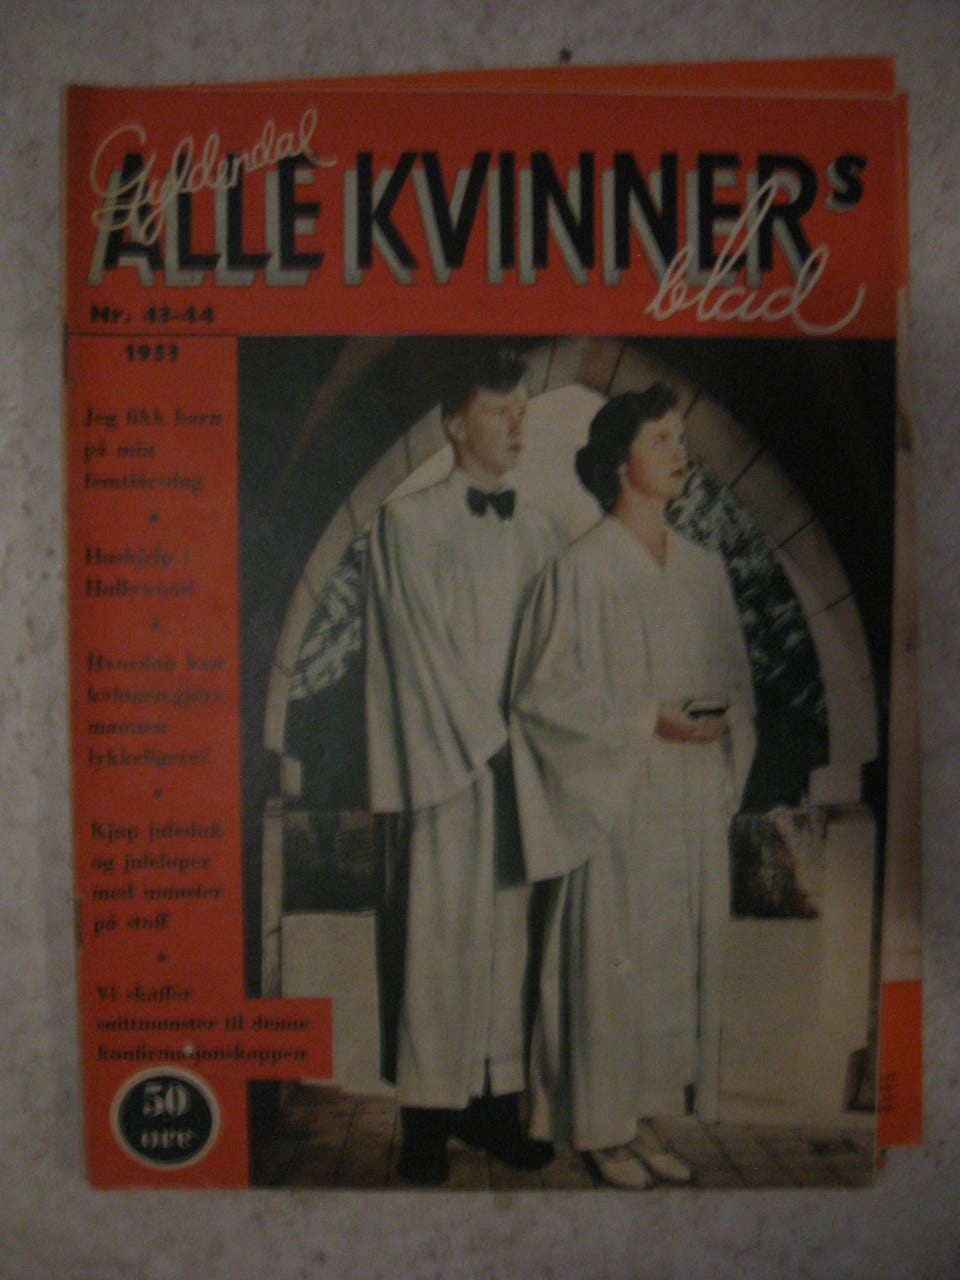 Gyldendal
ALLE KVINNERS
blad
Nr. 43-44
1953
Jeg fikk barn
på min
femtiårsdag
Hushjelp i
Hollywood
Hvordan kan
kvinnen gjøre
mannen
lykkeligere?
Kjøp juleduk
og juleløper
med mønster
på stoff
Vi skaffer
snittmønster til denne
konfirmasjonskappen
50
øre